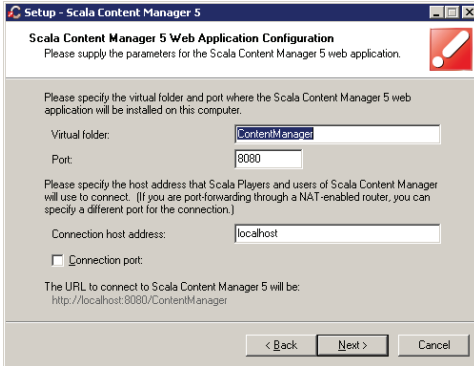 Setup - Scala Content Manager 5
Scala Content Manager 5 Web Application Configuration
Please supply the parameters for the Scala Content Manager 5 web application.
Please specify the virtual folder and port where the Scala Content Manager 5 web
application will be installed on this computer.
Virtual folder:
ContentManager
Port:
8080
Please specify the host address that Scala Players and users of Scala Content Manager
will use to connect. (If you are port-forwarding through a NAT-enabled router, you can
specify a different port for the connection.)
Connection host address:
localhost
Connection port:
The URL to connect to Scala Content Manager 5 will be:
http://localhost:8080/ContentManager
< Back
Next >
Cancel